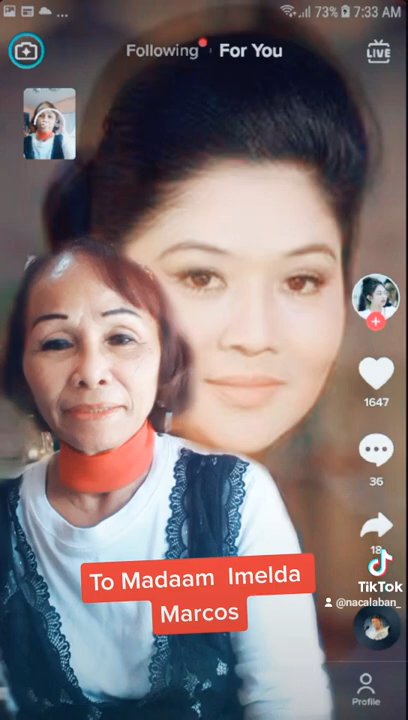 73% 7:33 AM
Following For You
LIVE
1647
36
18
To Madaam Imelda
Marcos
TikTok
@nacalaban_
Profile